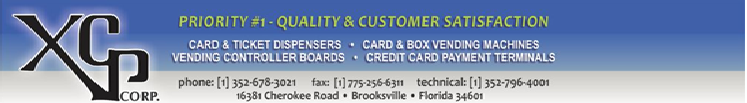 XCP
CORP.
PRIORITY #1 - QUALITY & CUSTOMER SATISFACTION
CARD & TICKET DISPENSERS • CARD & BOX VENDING MACHINES
VENDING CONTROLLER BOARDS • CREDIT CARD PAYMENT TERMINALS
phone: [1] 352-678-3021 fax: [1] 775-256-6311 technical: [1] 352-796-4001
16381 Cherokee Road • Brooksville • Florida 34601